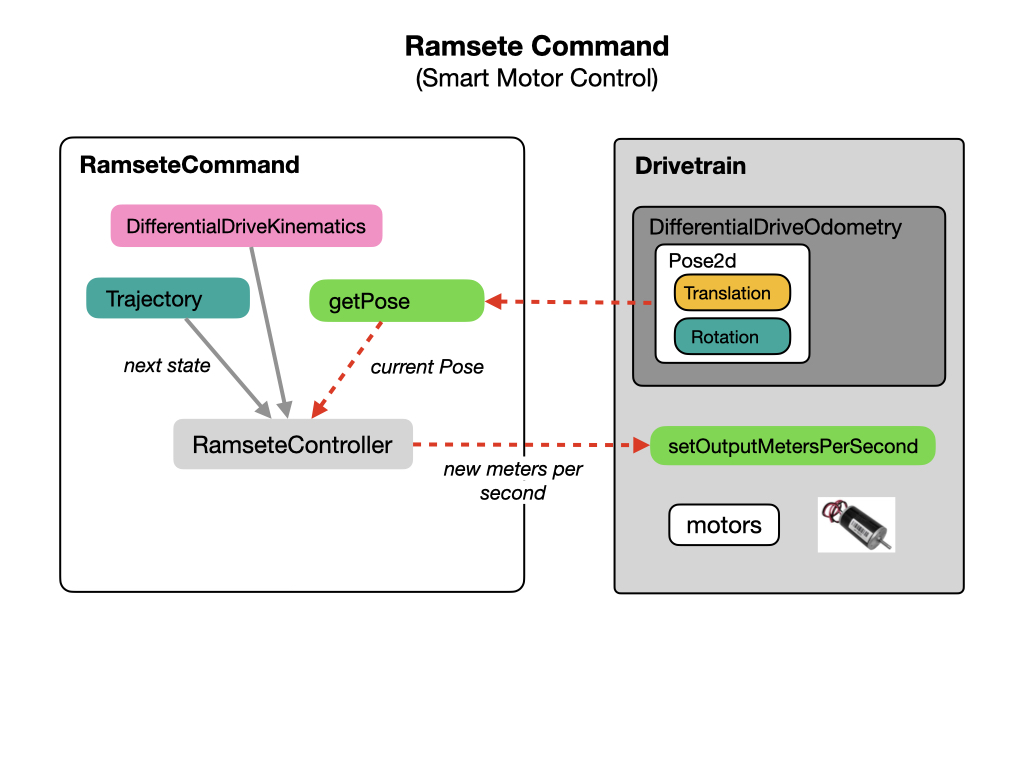 Ramsete Command
(Smart Motor Control)
RamseteCommand
DifferentialDriveKinematics
Trajectory
getPose
next state
current Pose
RamseteController
new meters per
second
Drivetrain
DifferentialDriveOdometry
Pose2d
Translation
Rotation
setOutputMetersPerSecond
motors